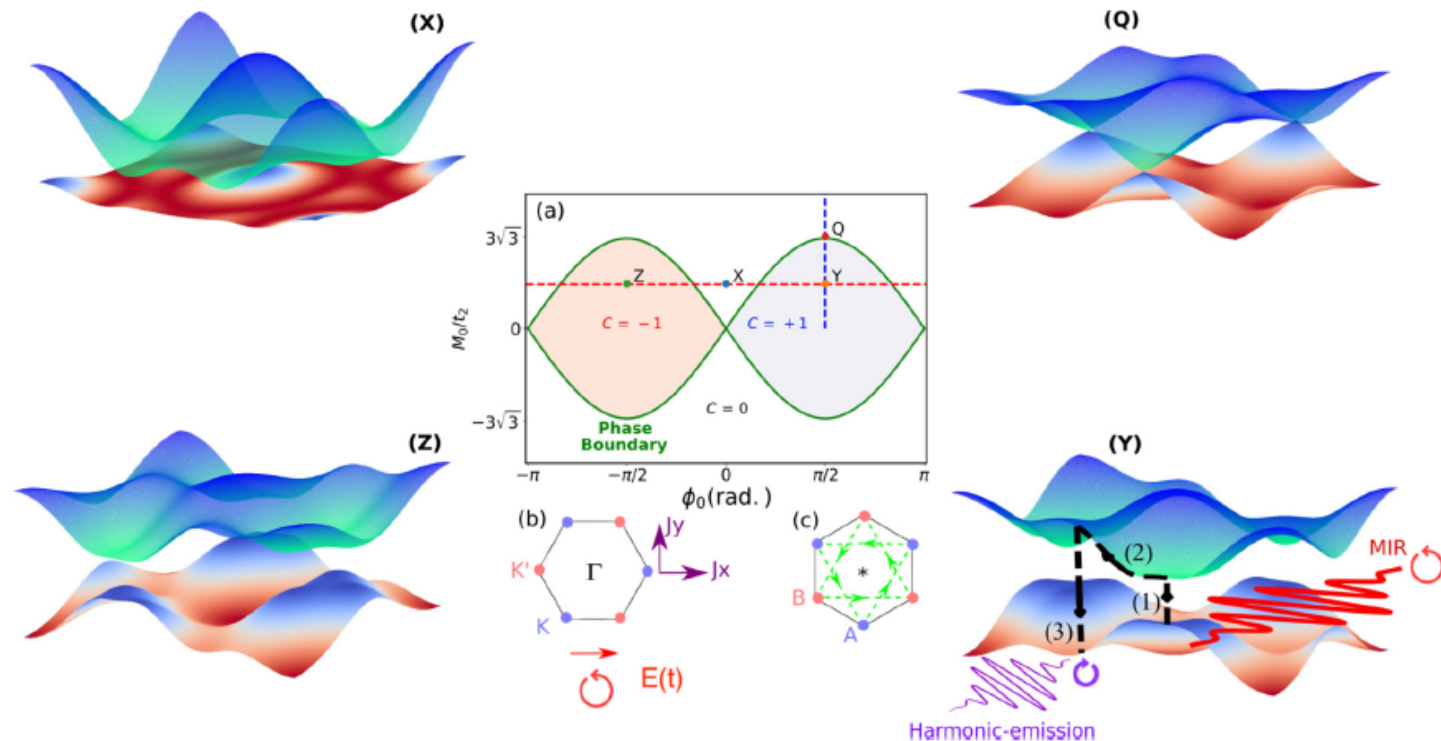 (X)
(Q)
(a)
3√3
Q
Z
X
Y
M₀/t₂
C = −1
C = +1
0
C = 0
−3√3
Phase
Boundary
−π
−π/2
0
π/2
π
ϕ₀(rad. )
(Z)
(Y)
(b)
Jy
Jx
K'
Γ
K
E(t)
(c)
*
B
A
MIR
(2)
(1)
(3)
Harmonic-emission